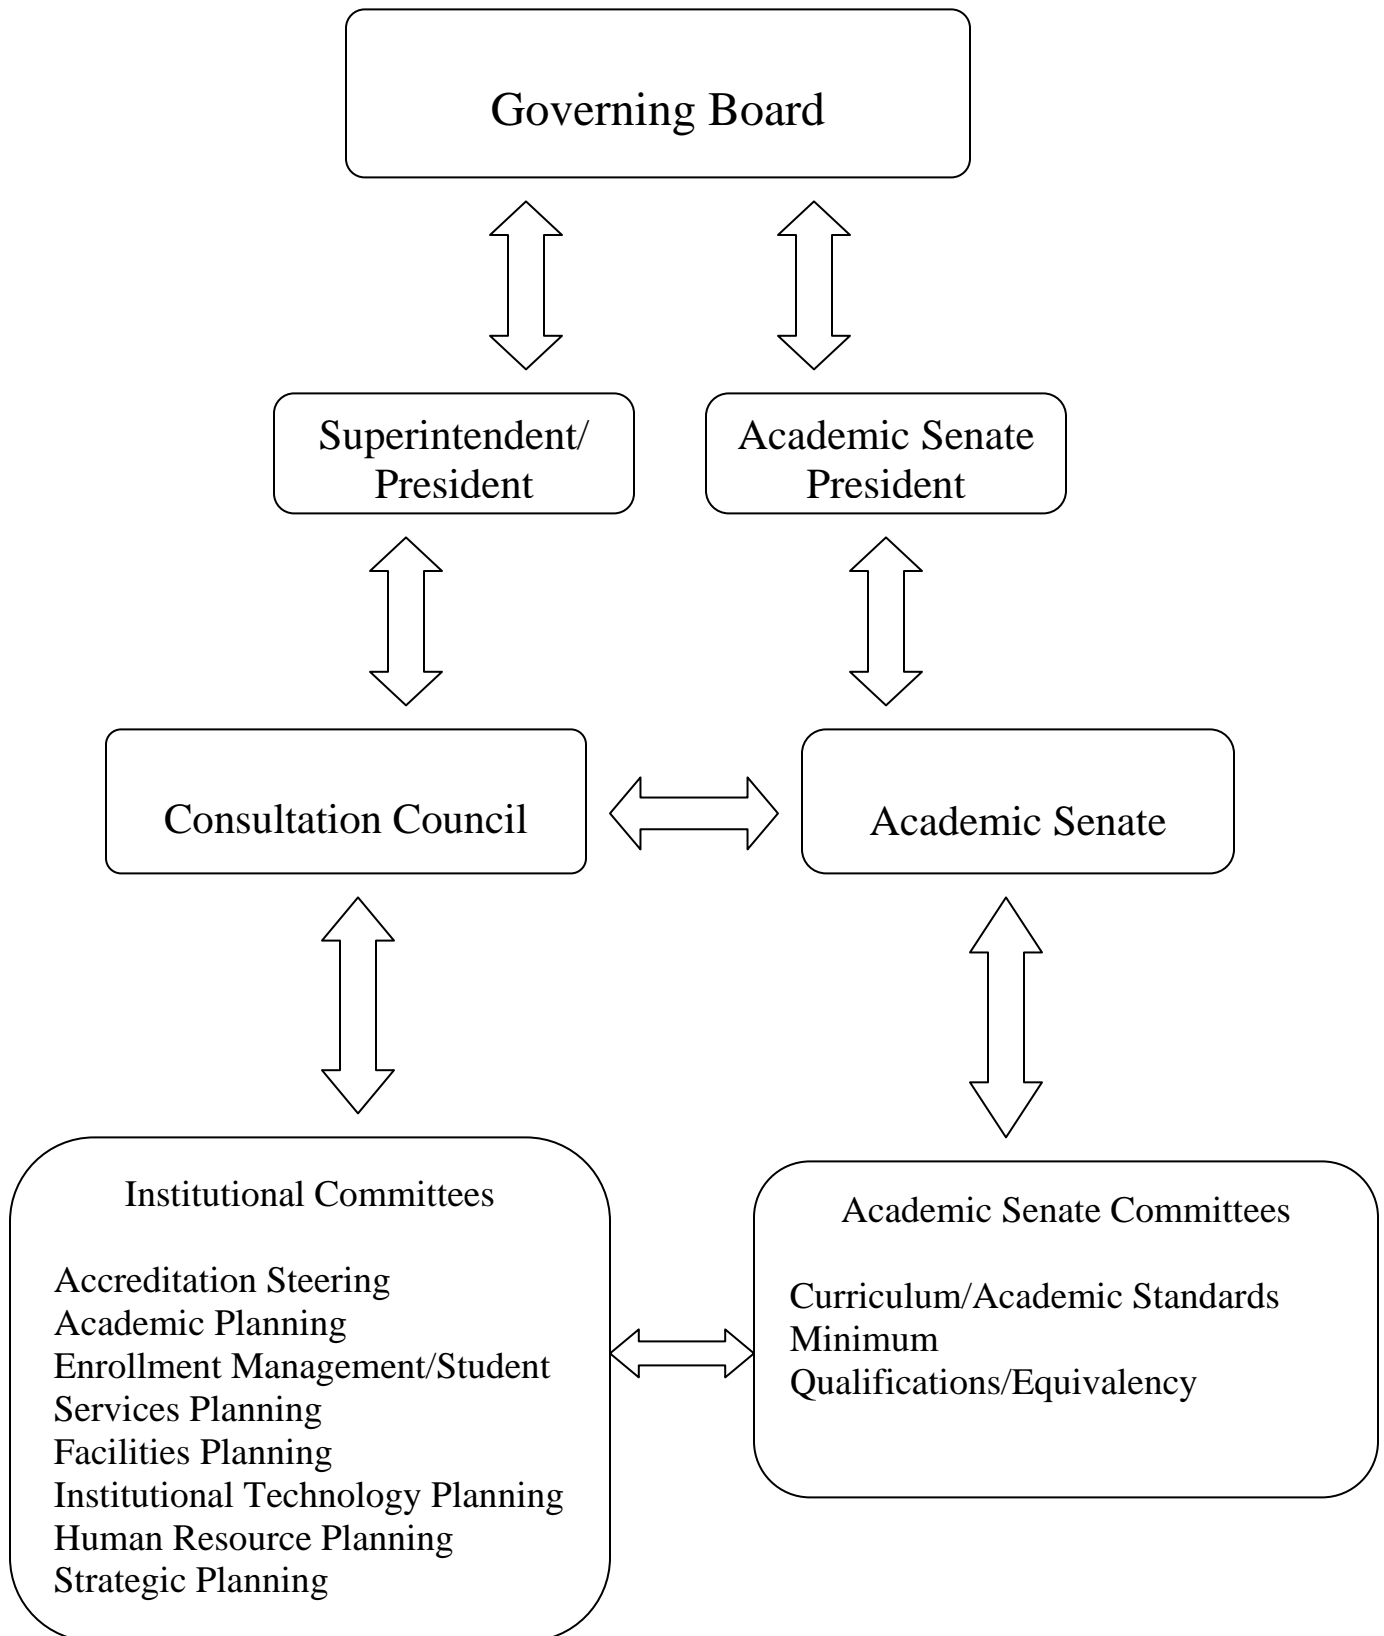 Governing Board
Superintendent/
President
Academic Senate
President
Consultation Council
Academic Senate
Institutional Committees
Accreditation Steering
Academic Planning
Enrollment Management/Student
Services Planning
Facilities Planning
Institutional Technology Planning
Human Resource Planning
Strategic Planning
Academic Senate Committees
Curriculum/Academic Standards
Minimum
Qualifications/Equivalency